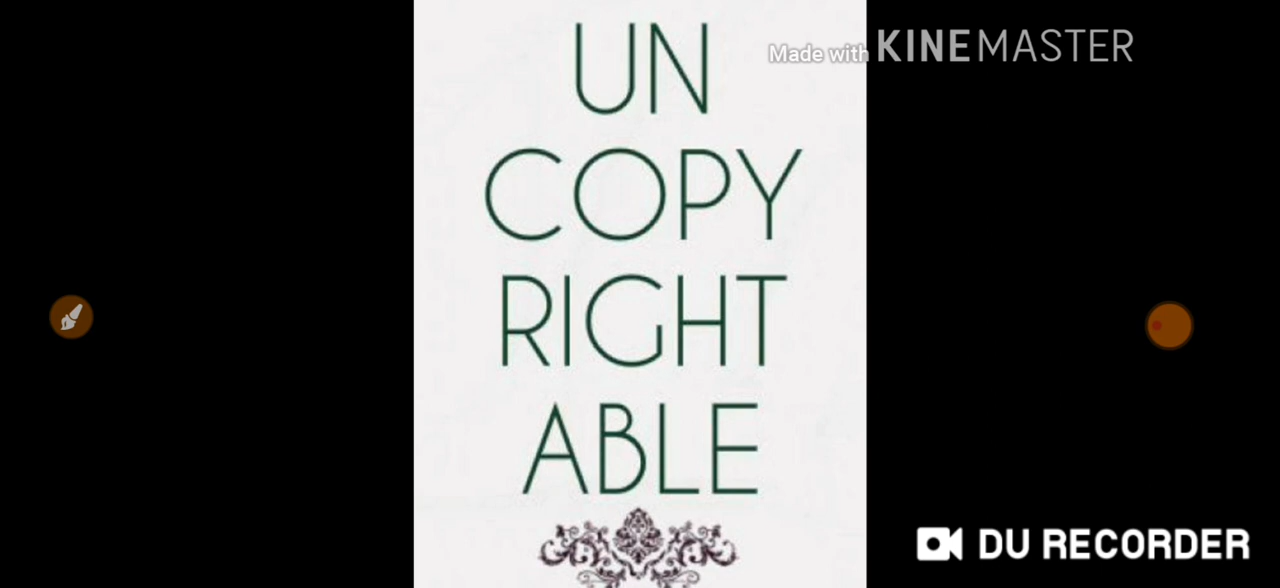 UN
Made with KINEMASTER
COPY
RIGHT
ABLE
DU RECORDER